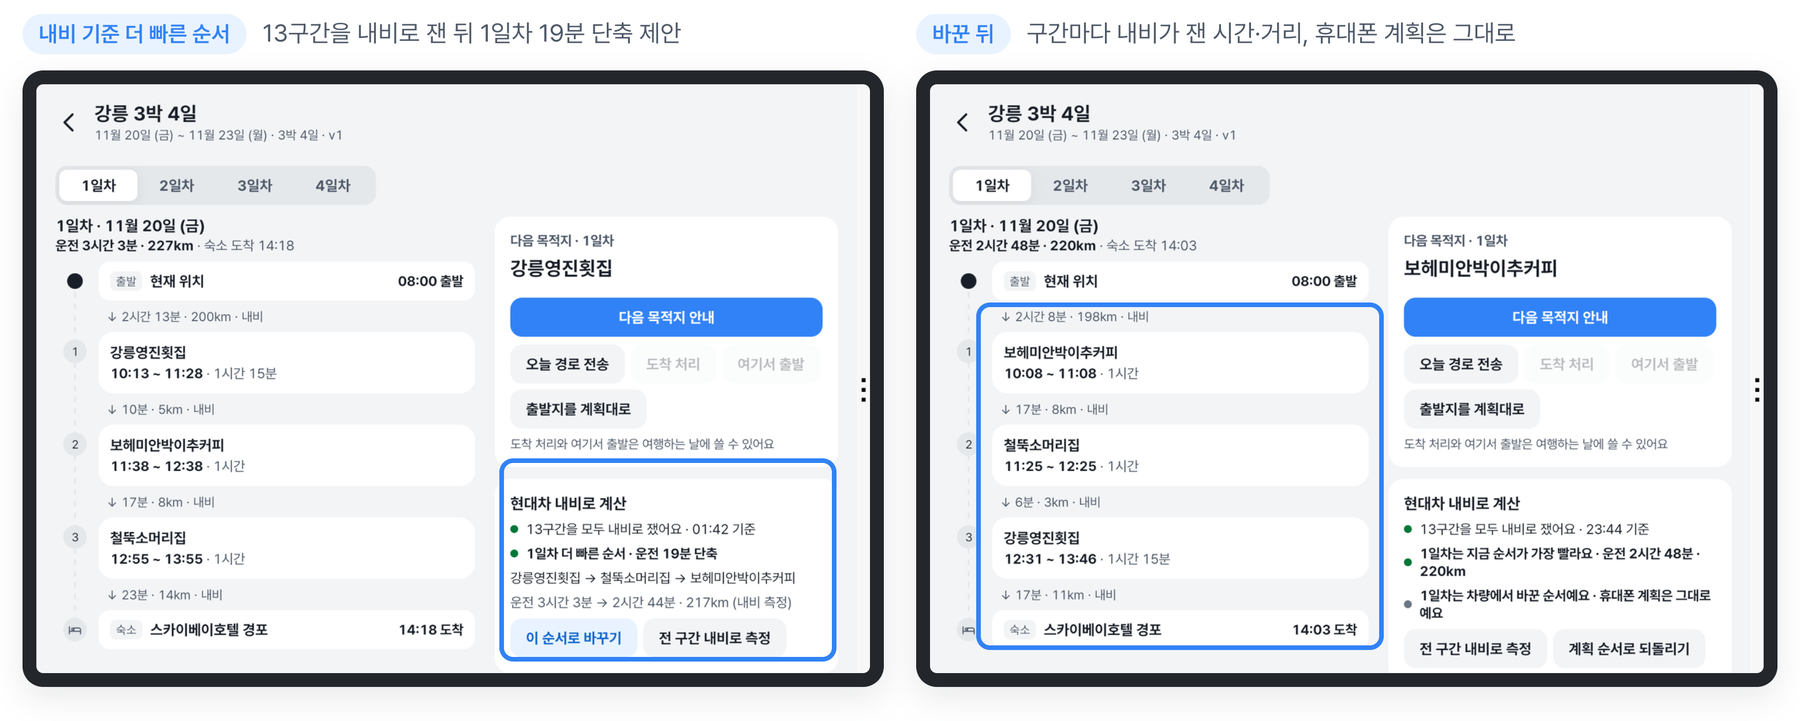 내비 기준 더 빠른 순서
13구간을 내비로 잰 뒤 1일차 19분 단축 제안
강릉 3박 4일
11월 20일 (금) ~ 11월 23일 (월) · 3박 4일 · v1
1일차
2일차
3일차
4일차
1일차 · 11월 20일 (금)
운전 3시간 3분 · 227km · 숙소 도착 14:18
출발 현재 위치 08:00 출발
↓ 2시간 13분 · 200km · 내비
1
강릉영진횟집
10:13 ~ 11:28 · 1시간 15분
↓ 10분 · 5km · 내비
2
보헤미안박이추커피
11:38 ~ 12:38 · 1시간
↓ 17분 · 8km · 내비
3
철뚝소머리집
12:55 ~ 13:55 · 1시간
↓ 23분 · 14km · 내비
숙소 스카이베이호텔 경포 14:18 도착
다음 목적지 · 1일차
강릉영진횟집
다음 목적지 안내
오늘 경로 전송
도착 처리
여기서 출발
출발지를 계획대로
도착 처리와 여기서 출발은 여행하는 날에 쓸 수 있어요
현대차 내비로 계산
13구간을 모두 내비로 쟀어요 · 01:42 기준
1일차 더 빠른 순서 · 운전 19분 단축
강릉영진횟집 → 철뚝소머리집 → 보헤미안박이추커피
운전 3시간 3분 → 2시간 44분 · 217km (내비 측정)
이 순서로 바꾸기
전 구간 내비로 측정
바꾼 뒤
구간마다 내비가 잰 시간·거리, 휴대폰 계획은 그대로
강릉 3박 4일
11월 20일 (금) ~ 11월 23일 (월) · 3박 4일 · v1
1일차
2일차
3일차
4일차
1일차 · 11월 20일 (금)
운전 2시간 48분 · 220km · 숙소 도착 14:03
출발 현재 위치 08:00 출발
↓ 2시간 8분 · 198km · 내비
1
보헤미안박이추커피
10:08 ~ 11:08 · 1시간
↓ 17분 · 8km · 내비
2
철뚝소머리집
11:25 ~ 12:25 · 1시간
↓ 6분 · 3km · 내비
3
강릉영진횟집
12:31 ~ 13:46 · 1시간 15분
↓ 17분 · 11km · 내비
숙소 스카이베이호텔 경포 14:03 도착
다음 목적지 · 1일차
보헤미안박이추커피
다음 목적지 안내
오늘 경로 전송
도착 처리
여기서 출발
출발지를 계획대로
도착 처리와 여기서 출발은 여행하는 날에 쓸 수 있어요
현대차 내비로 계산
13구간을 모두 내비로 쟀어요 · 23:44 기준
1일차는 지금 순서가 가장 빨라요 · 운전 2시간 48분 ·
220km
1일차는 차량에서 바꾼 순서예요 · 휴대폰 계획은 그대로
예요
전 구간 내비로 측정
계획 순서로 되돌리기